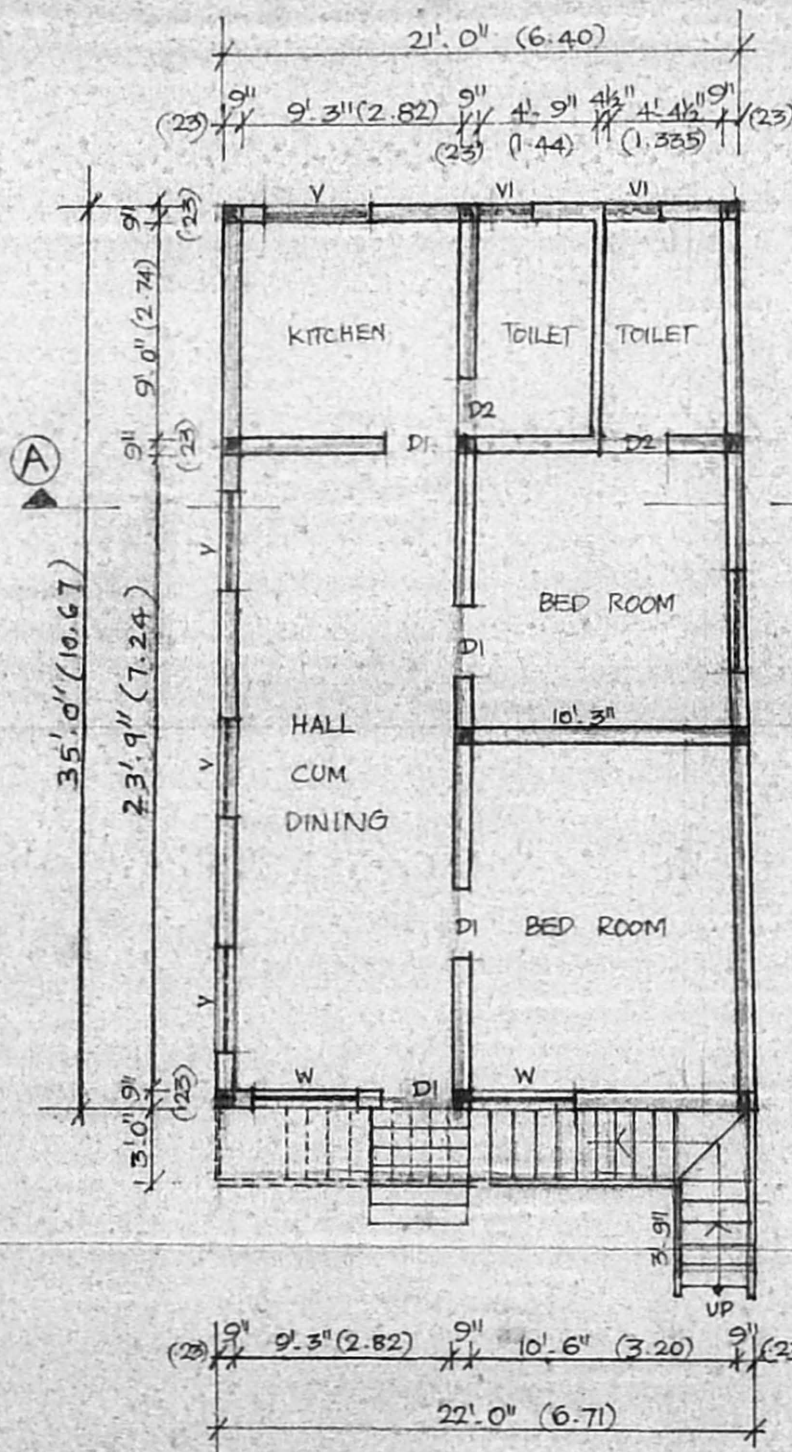 21'.0" (6.40)
9" 9'.3" (2.82) 9" 4'-9" 4½" 4'-4½" 9"
(·23) (·23) (1.44) (1.335) (·23)
V V1 V1
9" (·23)
9'.0" (2.74)
KITCHEN TOILET TOILET
D2
9" (·23)
D1 D2
A
V
BED ROOM
D1
35'.0" (10.67)
23'.9" (7.24)
10'-3"
HALL
CUM
DINING
V
D1 BED ROOM
V
W D1 W
9" (·23)
3'.0"
3'.9"
UP
(·23) 9" 9'-3" (2.82) 9" 10'-6" (3.20) 9"
22'.0" (6.71)